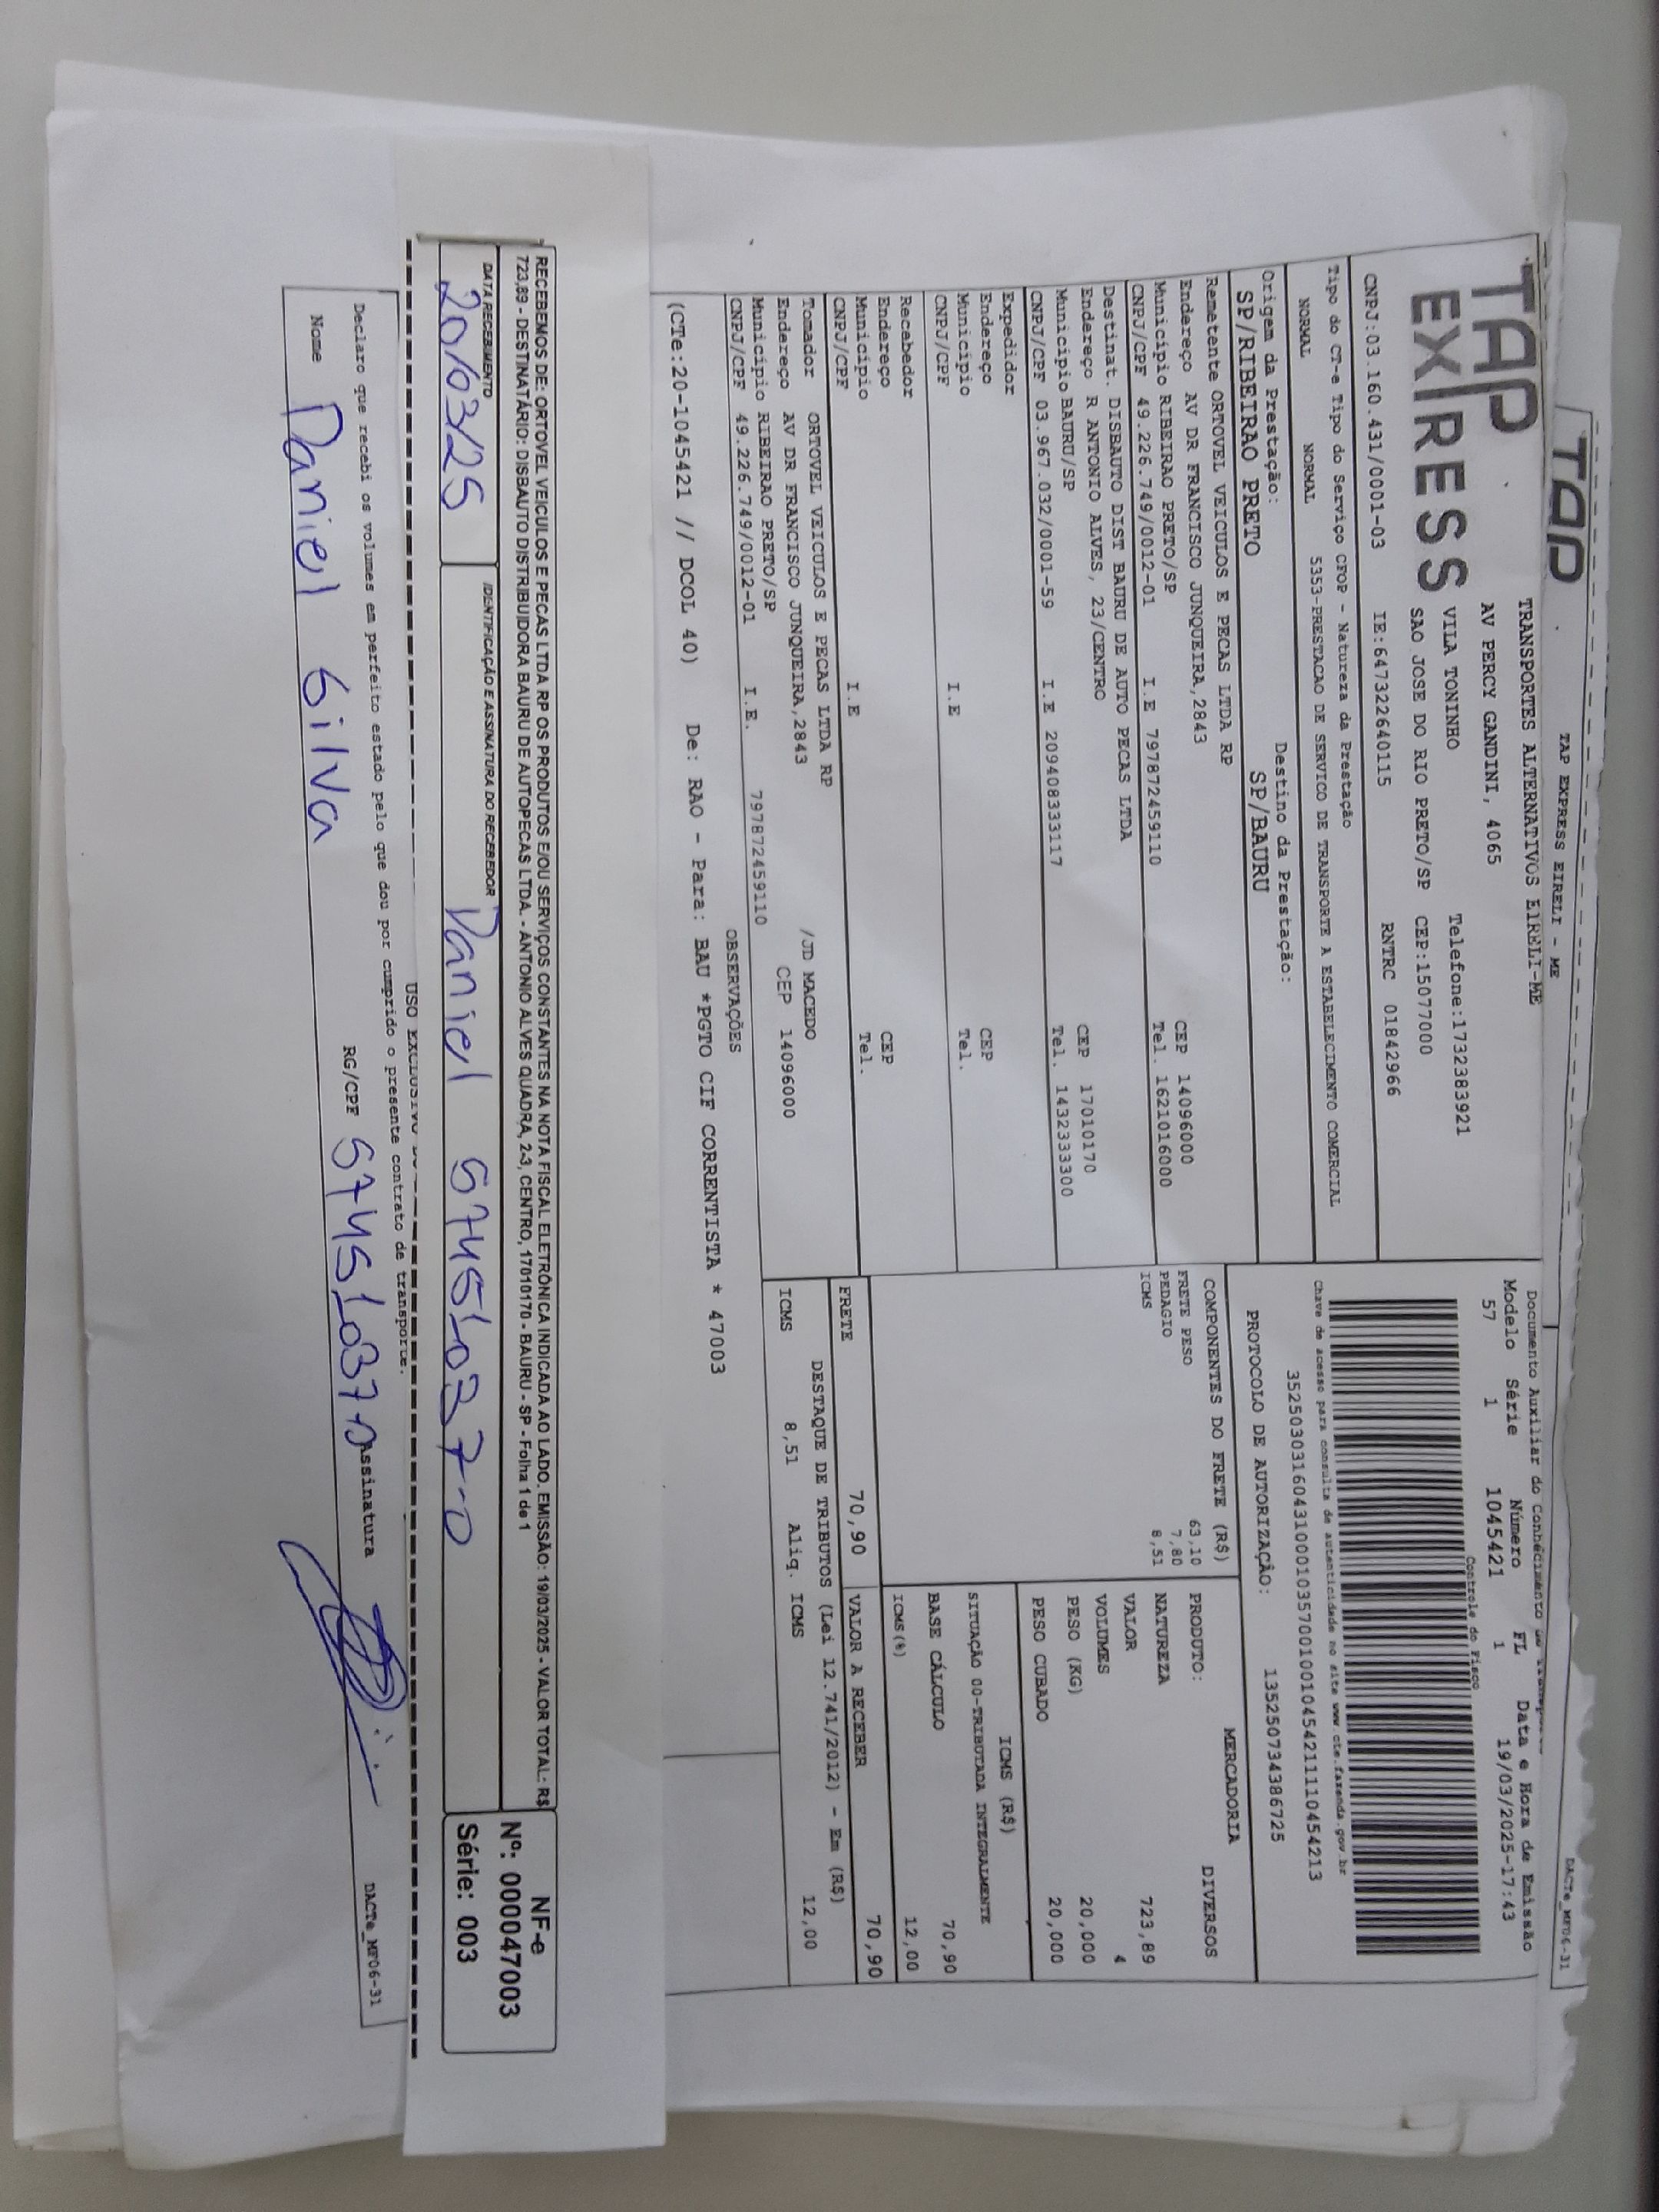 TAP
TAP EXPRESS EIRELI - ME
DACTe_MF06-31
TAP
EXPRESS
TRANSPORTES ALTERNATIVOS EIRELI-ME
AV PERCY GANDINI, 4065
VILA TONINHO Telefone:1732383921
SAO JOSE DO RIO PRETO/SP CEP:15077000
CNPJ:03.160.431/0001-03 IE:647322640115 RNTRC 01842966
Documento Auxiliar do Conhecimento de
Modelo Série Número FL Data e Hora de Emissão
57 1 1045421 1 19/03/2025-17:43
Controle do Fisco
Chave de acesso para consulta de autenticidade no site www.cte.fazenda.gov.br
35250303160431000103570010010454211110454213
PROTOCOLO DE AUTORIZAÇÃO: 135250734386725
Tipo do CT-e Tipo do Serviço CFOP - Natureza da Prestação
NORMAL NORMAL 5353-PRESTACAO DE SERVICO DE TRANSPORTE A ESTABELECIMENTO COMERCIAL
Origem da Prestação: Destino da Prestação:
SP/RIBEIRAO PRETO SP/BAURU
Remetente ORTOVEL VEICULOS E PECAS LTDA RP
Endereço AV DR FRANCISCO JUNQUEIRA,2843 CEP 14096000
Município RIBEIRAO PRETO/SP Tel. 1621016000
CNPJ/CPF 49.226.749/0012-01 I.E 797872459110
Destinat. DISBAUTO DIST BAURU DE AUTO PECAS LTDA
Endereço R ANTONIO ALVES, 23/CENTRO CEP 17010170
Município BAURU/SP Tel. 1432333300
CNPJ/CPF 03.967.032/0001-59 I.E 209408333117
Expedidor
Endereço CEP
Município Tel.
CNPJ/CPF I.E
Recebedor
Endereço CEP
Município Tel.
CNPJ/CPF I.E
Tomador ORTOVEL VEICULOS E PECAS LTDA RP
Endereço AV DR FRANCISCO JUNQUEIRA,2843 /JD MACEDO
Município RIBEIRAO PRETO/SP CEP 14096000
CNPJ/CPF 49.226.749/0012-01 I.E. 797872459110
COMPONENTES DO FRETE (R$)
FRETE PESO 63,10
PEDAGIO 7,80
ICMS 8,51
MERCADORIA
PRODUTO: DIVERSOS
NATUREZA
VALOR 723,89
VOLUMES 4
PESO (KG) 20,000
PESO CUBADO 20,000
ICMS (R$)
SITUAÇÃO 00-TRIBUTADA INTEGRALMENTE
BASE CÁLCULO 70,90
ICMS(%) 12,00
FRETE 70,90 VALOR A RECEBER 70,90
DESTAQUE DE TRIBUTOS (Lei 12.741/2012) - Em (R$)
ICMS 8,51 Aliq. ICMS 12,00
OBSERVAÇÕES
(CTe:20-1045421 // DCOL 40) De: RAO - Para: BAU *PGTO CIF CORRENTISTA * 47003
RECEBEMOS DE: ORTOVEL VEICULOS E PECAS LTDA RP OS PRODUTOS E/OU SERVIÇOS CONSTANTES NA NOTA FISCAL ELETRÔNICA INDICADA AO LADO. EMISSÃO: 19/03/2025 - VALOR TOTAL: R$
723,89 - DESTINATÁRIO: DISBAUTO DISTRIBUIDORA BAURU DE AUTOPECAS LTDA. - ANTONIO ALVES QUADRA, 2-3, CENTRO, 17010170 - BAURU - SP - Folha 1 de 1
DATA RECEBIMENTO IDENTIFICAÇÃO E ASSINATURA DO RECEBEDOR
20/03/25 Daniel 57451037-0
NF-e
Nº: 000047003
Série: 003
USO EXCLUSIVO
Declaro que recebi os volumes em perfeito estado pelo que dou por cumprido o presente contrato de transporte.
Nome Daniel Silva RG/CPF 57451037-0 Assinatura
DACTe_MF06-31